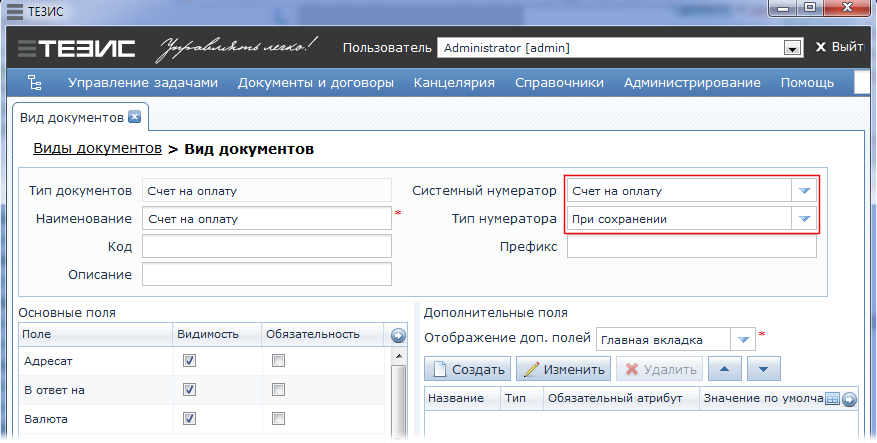 ТЕЗИС
ТЕЗИС Управлять легко! Пользователь Administrator [admin] X Выйти
Управление задачами Документы и договоры Канцелярия Справочники Администрирование Помощь
Вид документов
Виды документов > Вид документов
Тип документов Счет на оплату Системный нумератор Счет на оплату
Наименование Счет на оплату * Тип нумератора При сохранении
Код Префикс
Описание
Основные поля Дополнительные поля
Поле Видимость Обязательность
Отображение доп. полей Главная вкладка *
Адресат
Создать Изменить Удалить
В ответ на
Название Тип Обязательный атрибут Значение по умолча
Валюта